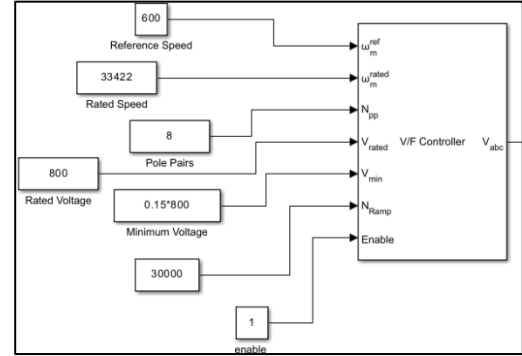 600
Reference Speed
33422
Rated Speed
8
Pole Pairs
800
Rated Voltage
0.15*800
Minimum Voltage
30000
1
enable
ω_m^ref
ω_m^rated
N_pp
V_rated
V_min
N_Ramp
Enable
V/F Controller
V_abc